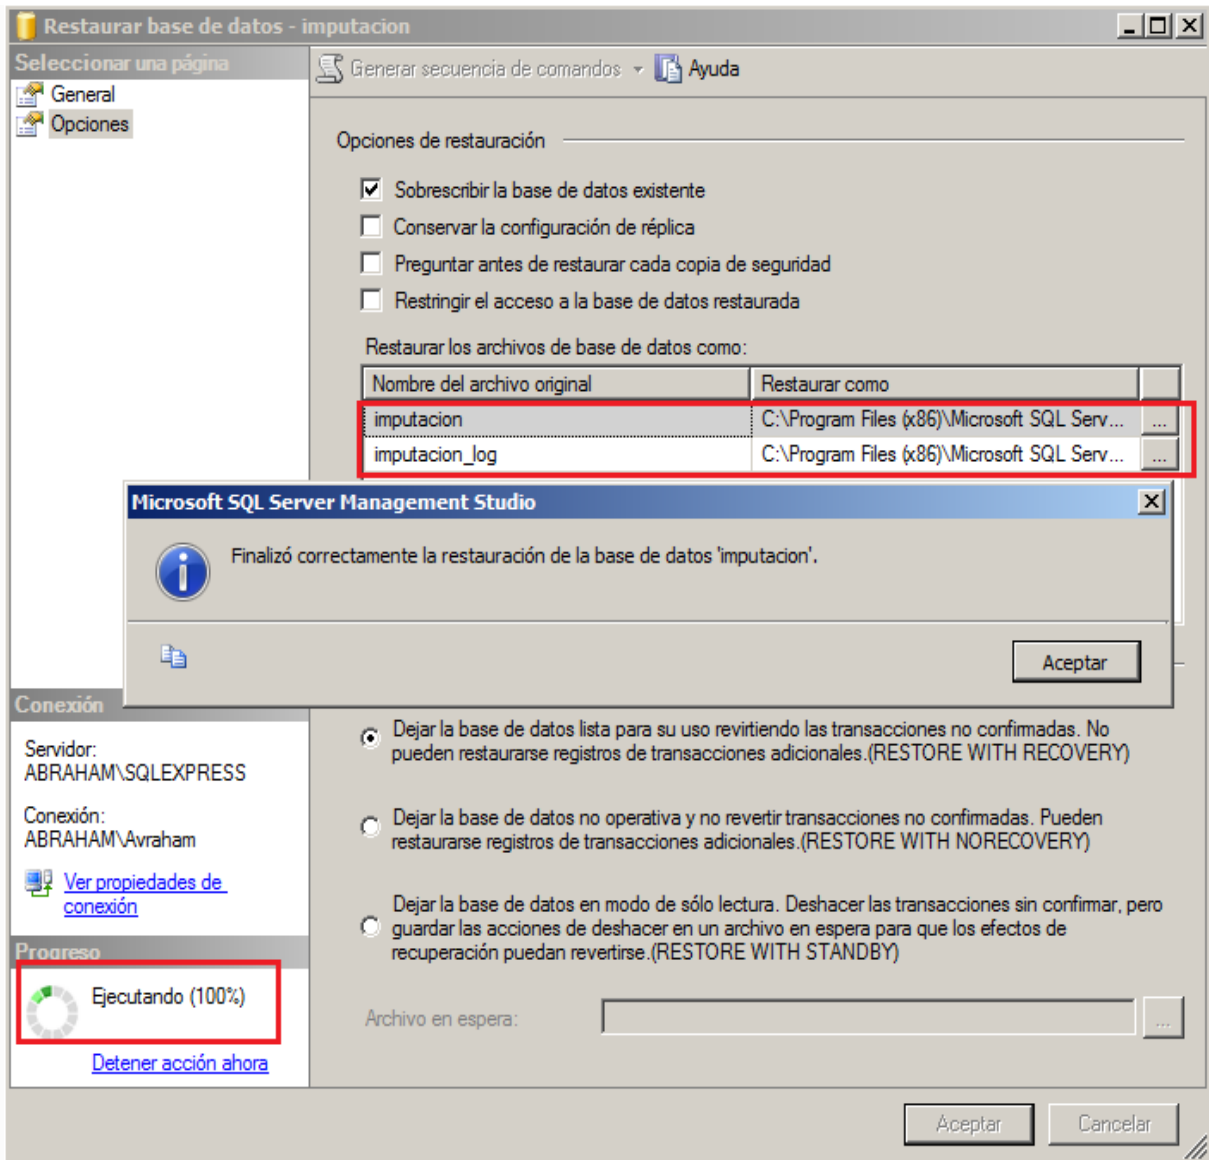 Restaurar base de datos - imputacion
Seleccionar una página
General
Opciones
Generar secuencia de comandos
Ayuda
Opciones de restauración
Sobrescribir la base de datos existente
Conservar la configuración de réplica
Preguntar antes de restaurar cada copia de seguridad
Restringir el acceso a la base de datos restaurada
Restaurar los archivos de base de datos como:
Nombre del archivo original Restaurar como
imputacion C:\Program Files (x86)\Microsoft SQL Serv... ...
imputacion_log C:\Program Files (x86)\Microsoft SQL Serv... ...
Microsoft SQL Server Management Studio
Finalizó correctamente la restauración de la base de datos 'imputacion'.
Aceptar
Conexión
Servidor:
ABRAHAM\SQLEXPRESS
Conexión:
ABRAHAM\Avraham
Ver propiedades de
conexión
Progreso
Ejecutando (100%)
Detener acción ahora
Dejar la base de datos lista para su uso revirtiendo las transacciones no confirmadas. No
pueden restaurarse registros de transacciones adicionales.(RESTORE WITH RECOVERY)
Dejar la base de datos no operativa y no revertir transacciones no confirmadas. Pueden
restaurarse registros de transacciones adicionales.(RESTORE WITH NORECOVERY)
Dejar la base de datos en modo de sólo lectura. Deshacer las transacciones sin confirmar, pero
guardar las acciones de deshacer en un archivo en espera para que los efectos de
recuperación puedan revertirse.(RESTORE WITH STANDBY)
Archivo en espera: ...
Aceptar Cancelar